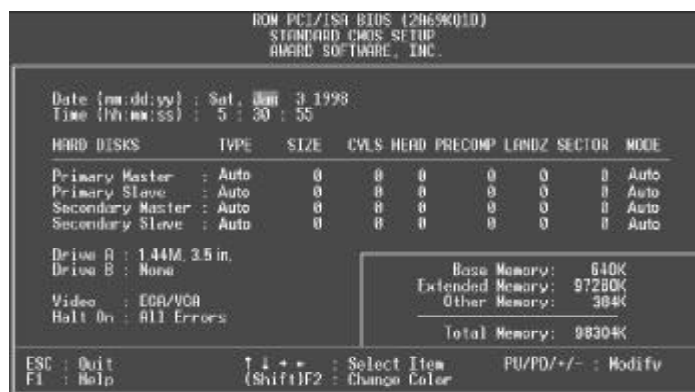 ROM PCI/ISA BIOS (2A69KQ1D)
STANDARD CMOS SETUP
AWARD SOFTWARE, INC.
Date (mm:dd:yy) : Sat, Jan 3 1998
Time (hh:mm:ss) : 5 : 30 : 55
HARD DISKS TYPE SIZE CYLS HEAD PRECOMP LANDZ SECTOR MODE
Primary Master : Auto 0 0 0 0 0 0 Auto
Primary Slave : Auto 0 0 0 0 0 0 Auto
Secondary Master : Auto 0 0 0 0 0 0 Auto
Secondary Slave : Auto 0 0 0 0 0 0 Auto
Drive A : 1.44M, 3.5 in.
Drive B : None
Video : EGA/VGA
Halt On : All Errors
Base Memory: 640K
Extended Memory: 97280K
Other Memory: 384K
Total Memory: 98304K
ESC : Quit ↑ ↓ → ← : Select Item PU/PD/+/- : Modify
F1 : Help (Shift)F2 : Change Color